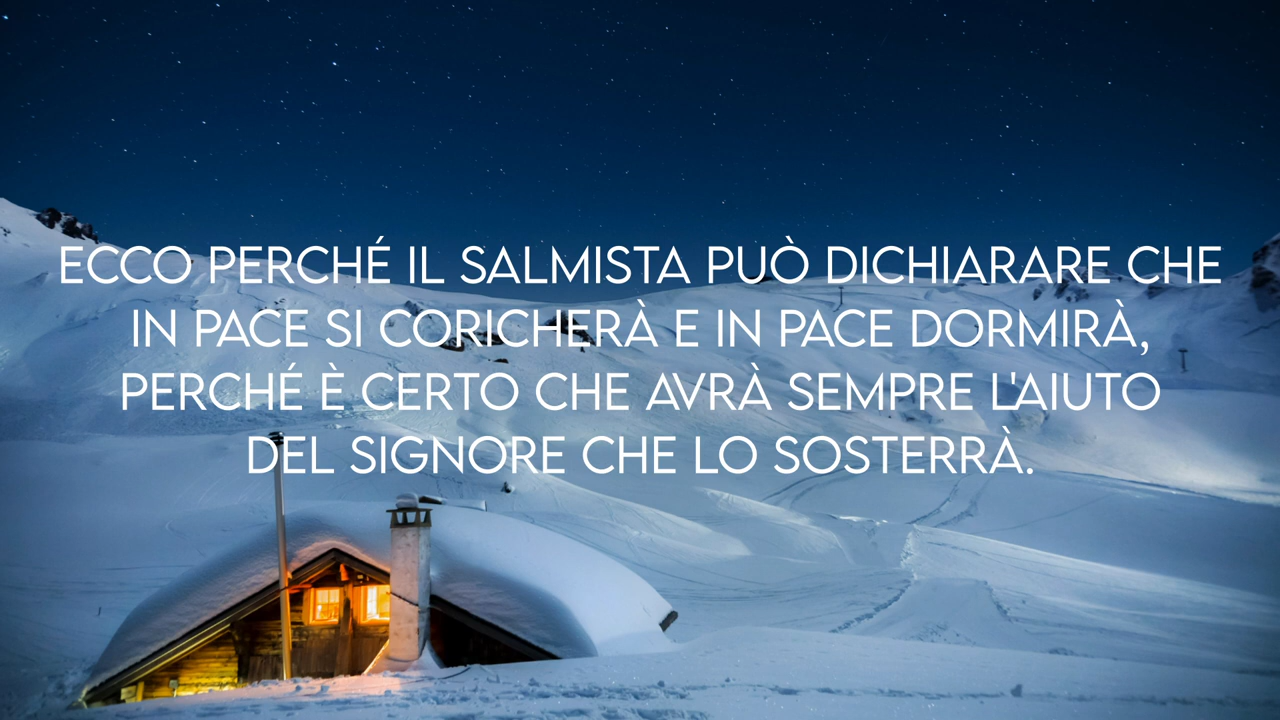 ECCO PERCHÉ IL SALMISTA PUÒ DICHIARARE CHE
IN PACE SI CORICHERÀ E IN PACE DORMIRÀ,
PERCHÉ È CERTO CHE AVRÀ SEMPRE L'AIUTO
DEL SIGNORE CHE LO SOSTERRÀ.